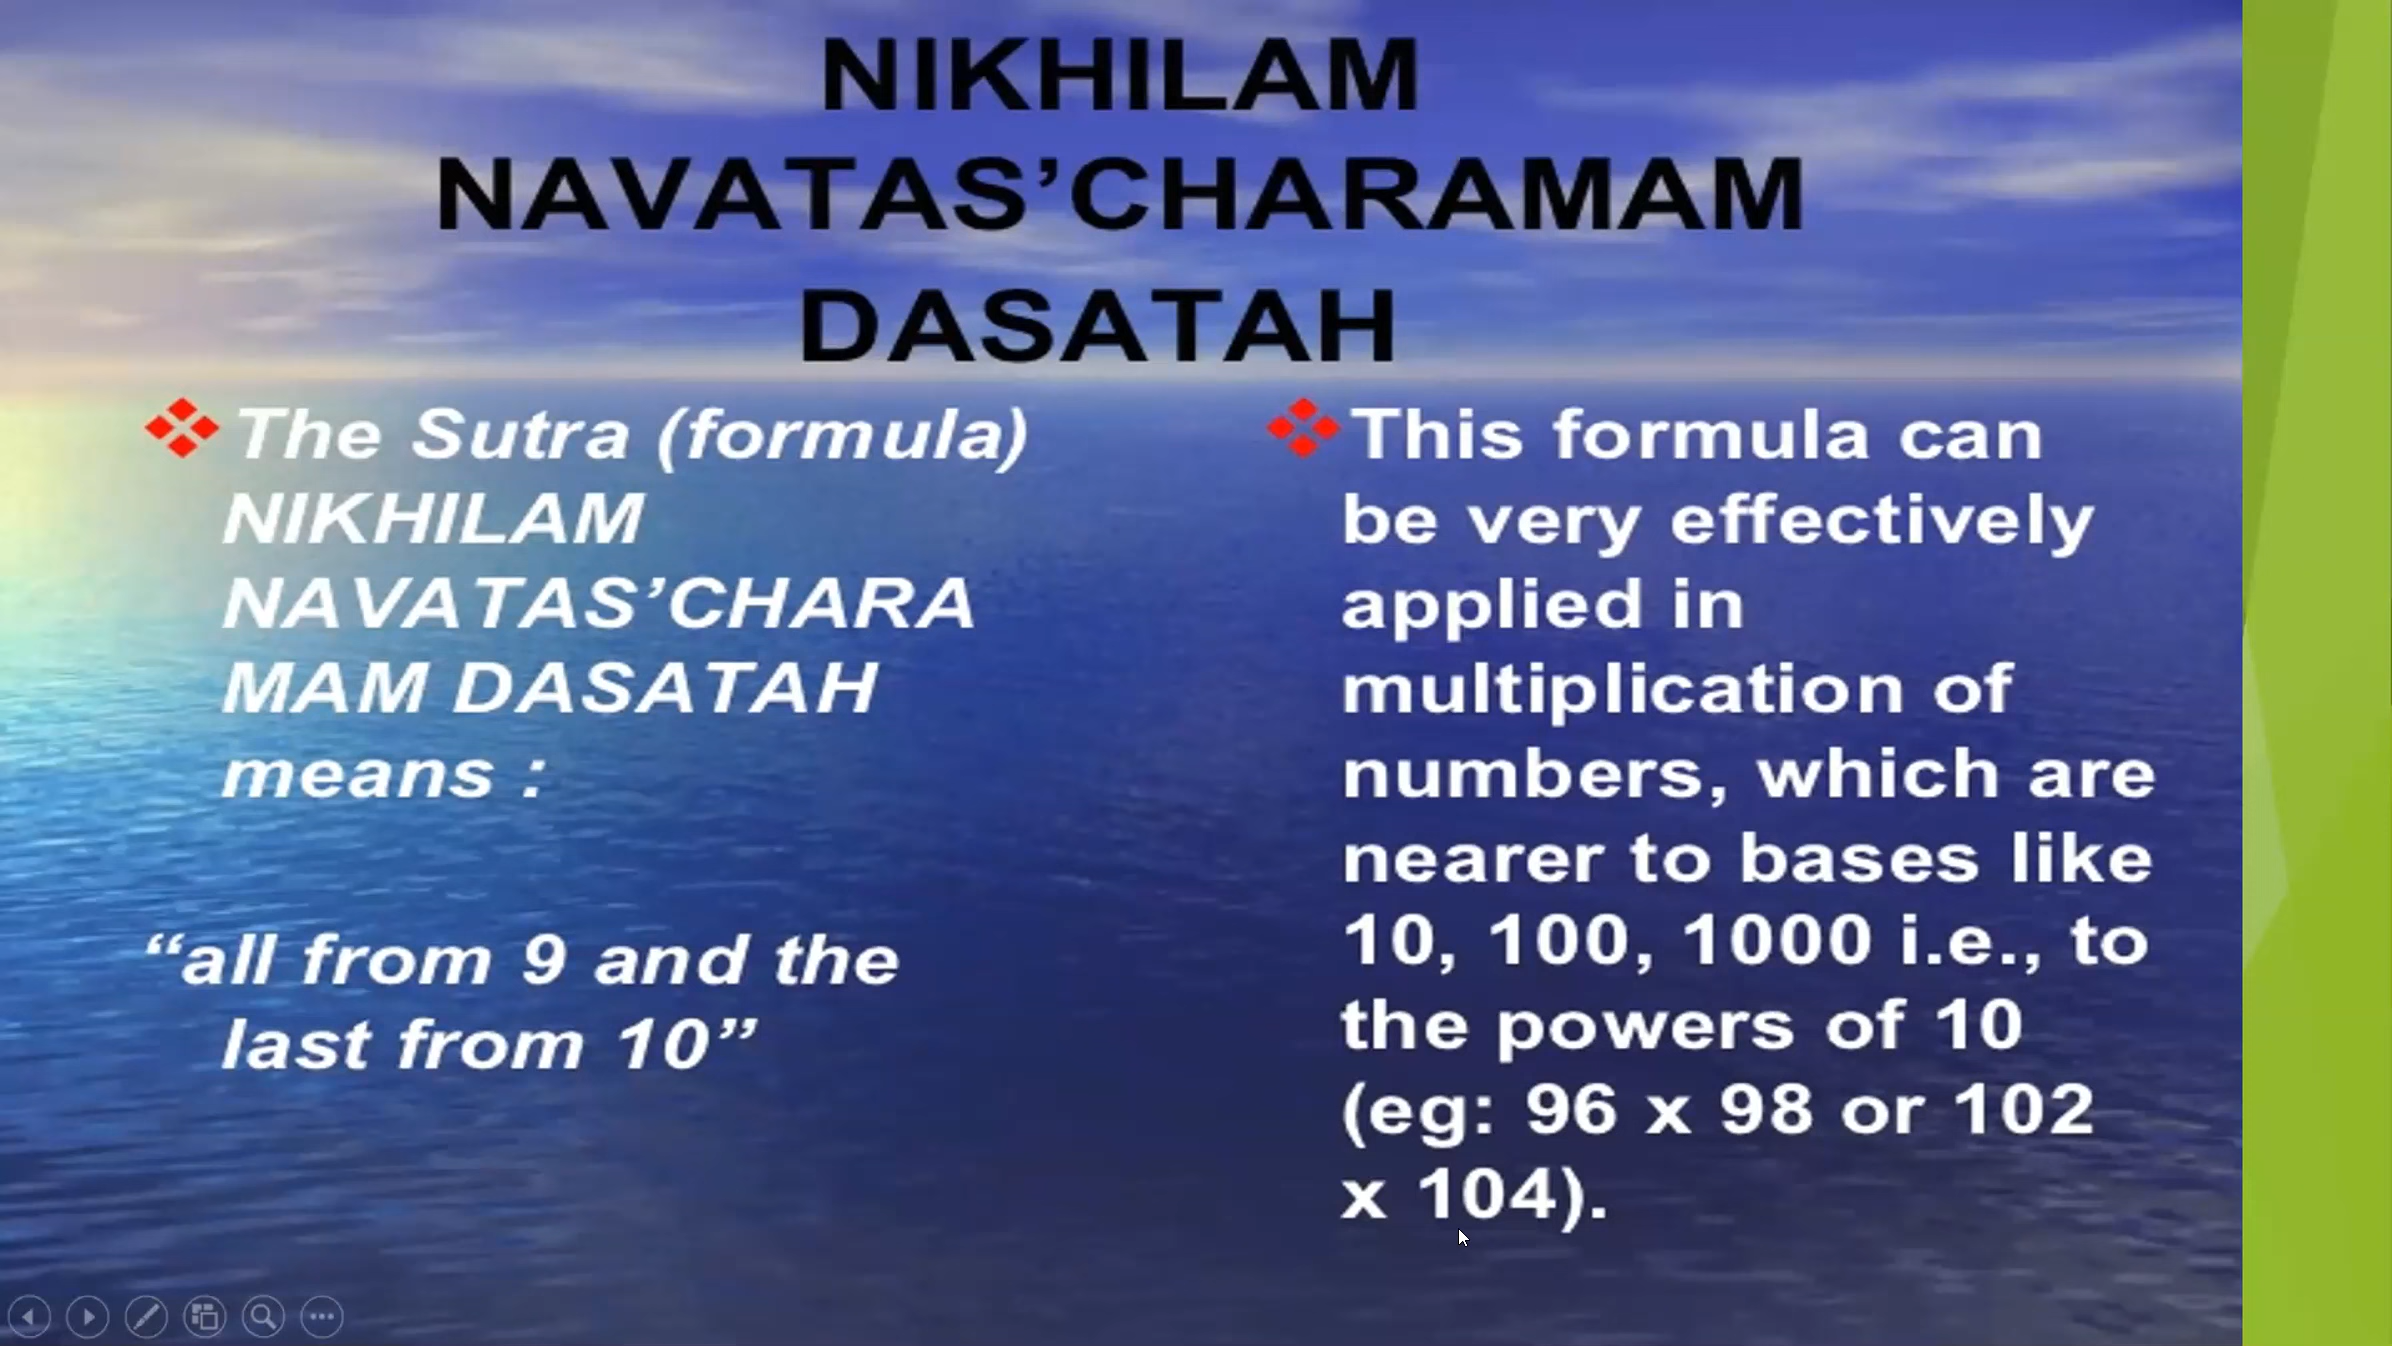 NIKHILAM
NAVATAS’CHARAMAM
DASATAH
The Sutra (formula)
NIKHILAM
NAVATAS’CHARA
MAM DASATAH
means :
“all from 9 and the
last from 10”
This formula can
be very effectively
applied in
multiplication of
numbers, which are
nearer to bases like
10, 100, 1000 i.e., to
the powers of 10
(eg: 96 x 98 or 102
x 104).